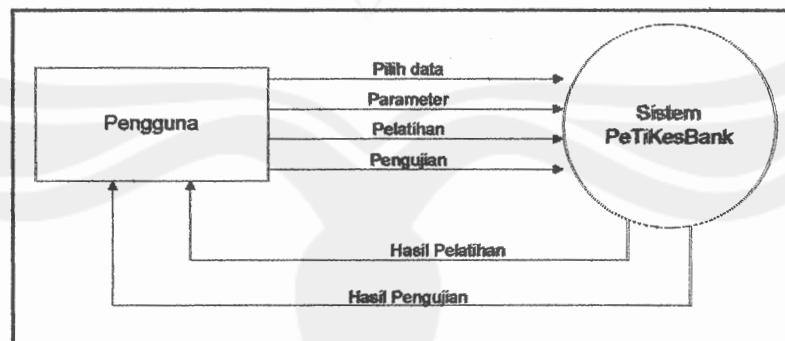 Pilih data
Parameter
Pelatihan
Pengujian
Pengguna
Sistem
PeTiKesBank
Hasil Pelatihan
Hasil Pengujian